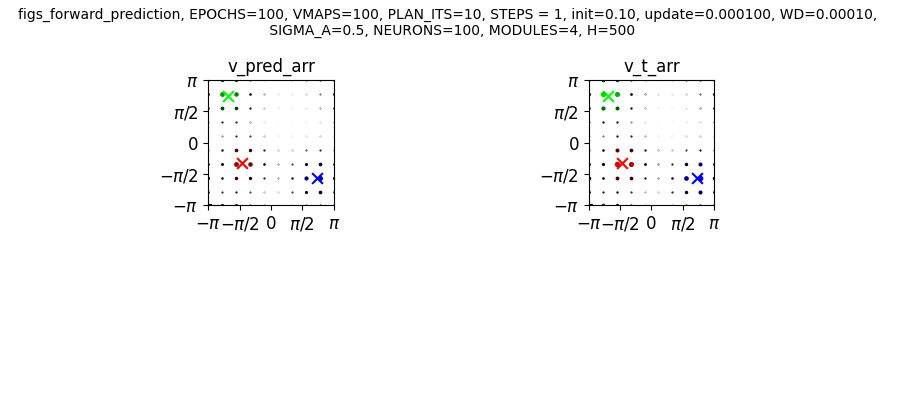 figs_forward_prediction, EPOCHS=100, VMAPS=100, PLAN_ITS=10, STEPS = 1, init=0.10, update=0.000100, WD=0.00010,
SIGMA_A=0.5, NEURONS=100, MODULES=4, H=500
v_pred_arr
π
π/2
0
−π/2
−π
−π −π/2 0 π/2 π
v_t_arr
π
π/2
0
−π/2
−π
−π −π/2 0 π/2 π